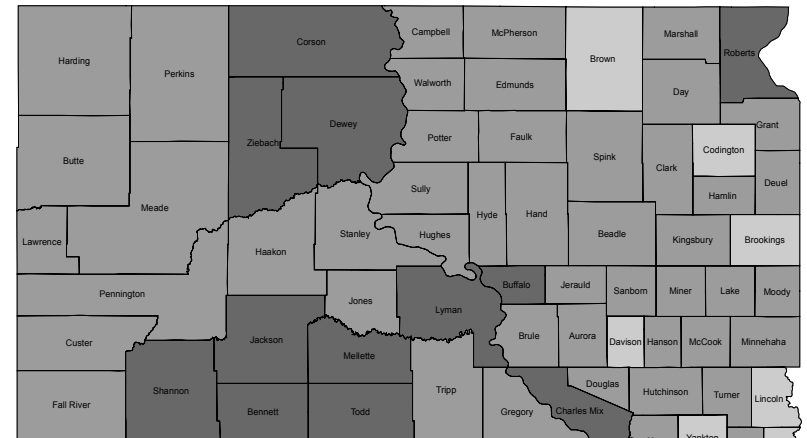 Harding
Perkins
Corson
Campbell
McPherson
Brown
Marshall
Roberts
Walworth
Edmunds
Day
Butte
Ziebach
Dewey
Potter
Faulk
Spink
Clark
Codington
Grant
Deuel
Hamlin
Meade
Sully
Hyde
Hand
Lawrence
Haakon
Stanley
Hughes
Beadle
Kingsbury
Brookings
Pennington
Jones
Lyman
Buffalo
Jerauld
Sanborn
Miner
Lake
Moody
Custer
Jackson
Mellette
Brule
Aurora
Davison
Hanson
McCook
Minnehaha
Fall River
Shannon
Bennett
Todd
Tripp
Gregory
Charles Mix
Douglas
Hutchinson
Turner
Lincoln